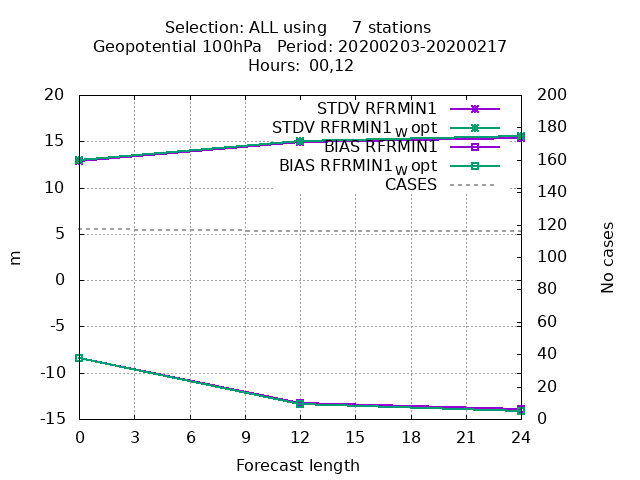 Selection: ALL using 7 stations
Geopotential 100hPa Period: 20200203-20200217
Hours: 00,12
STDV RFRMIN1
STDV RFRMIN1_W opt
BIAS RFRMIN1
BIAS RFRMIN1_W opt
CASES
20
15
10
5
0
-5
-10
-15
m
200
180
160
140
120
100
80
60
40
20
0
No cases
0 3 6 9 12 15 18 21 24
Forecast length